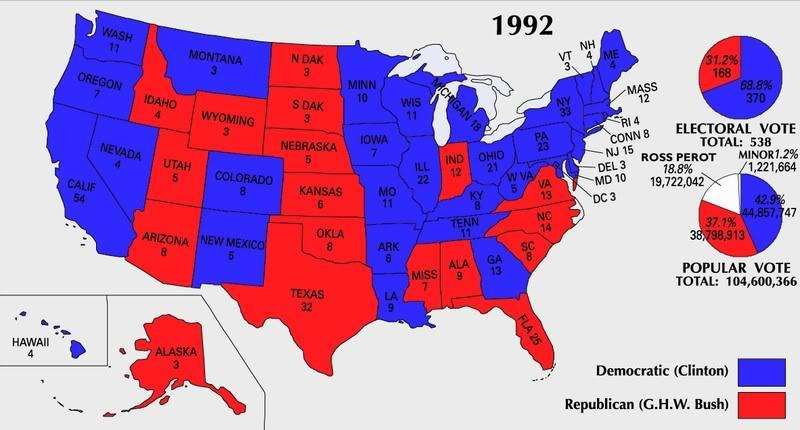 1992
WASH
11
OREGON
7
CALIF
54
NEVADA
4
IDAHO
4
MONTANA
3
WYOMING
3
UTAH
5
COLORADO
8
ARIZONA
8
NEW MEXICO
5
N DAK
3
S DAK
3
NEBRASKA
5
KANSAS
6
OKLA
8
TEXAS
32
MINN
10
IOWA
7
MO
11
ARK
6
LA
9
WIS
11
ILL
22
MICHIGAN 18
IND
12
OHIO
21
KY
8
TENN
11
MISS
7
ALA
9
GA
13
FLA 25
SC
8
NC
14
VA
13
W VA
5
PA
23
NY
33
VT
3
NH
4
ME
4
MASS
12
RI 4
CONN 8
NJ 15
DEL 3
MD 10
DC 3
HAWAII
4
ALASKA
3
31.2%
168
68.8%
370
ELECTORAL VOTE
TOTAL: 538
ROSS PEROT
18.8%
19,722,042
MINOR1.2%
1,221,664
42.9%
44,857,747
37.1%
38,798,913
POPULAR VOTE
TOTAL: 104,600,366
Democratic (Clinton)
Republican (G.H.W. Bush)